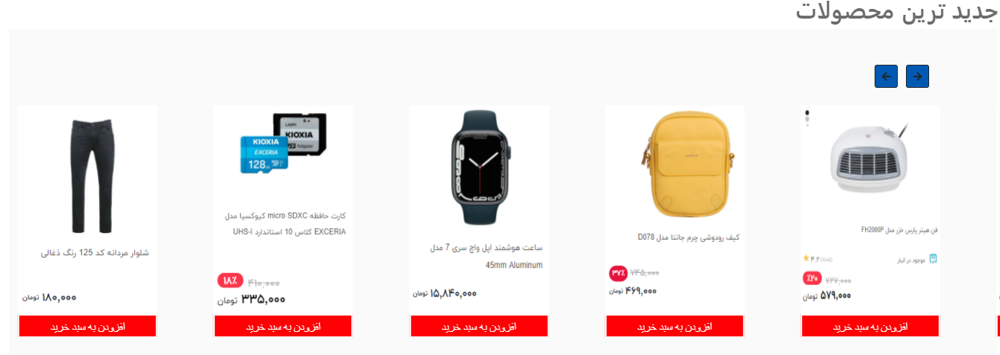 جدید ترین محصولات
فن هیتر پارس خزر مدل FH2000P
موجود در انبار
۴.۳
٪۲۰ ۷۲۷,۰۰۰
۵۷۹,۰۰۰ تومان
افزودن به سبد خرید
کیف رودوشی چرم جانتا مدل D078
۳۷٪ ۷۴۵,۰۰۰
۴۶۹,۰۰۰ تومان
افزودن به سبد خرید
ساعت هوشمند اپل واچ سری 7 مدل
45mm Aluminum
۱۵,۸۴۰,۰۰۰ تومان
افزودن به سبد خرید
KIOXIA
Adapter
KIOXIA
EXCERIA
128
کارت حافظه micro SDXC کیوکسیا مدل
EXCERIA کلاس 10 استاندارد UHS-I
۱۸٪ ۴۱۰,۰۰۰
۳۳۵,۰۰۰ تومان
افزودن به سبد خرید
شلوار مردانه کد 125 رنگ ذغالی
۱۸۰,۰۰۰ تومان
افزودن به سبد خرید